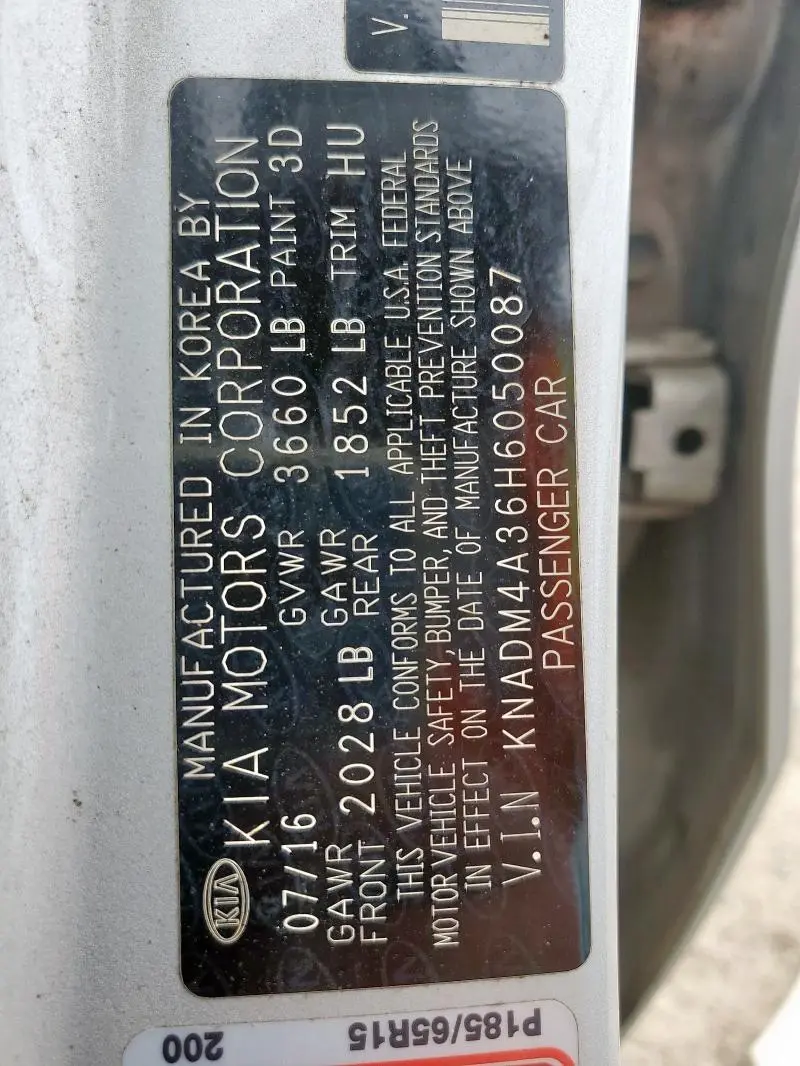 V.
KIA
MANUFACTURED IN KOREA BY
KIA MOTORS CORPORATION
07/16 GVWR 3660 LB PAINT 3D
GAWR FRONT 2028 LB GAWR REAR 1852 LB TRIM HU
THIS VEHICLE CONFORMS TO ALL APPLICABLE U.S.A. FEDERAL
MOTOR VEHICLE SAFETY, BUMPER, AND THEFT PREVENTION STANDARDS
IN EFFECT ON THE DATE OF MANUFACTURE SHOWN ABOVE
V.I.N KNADM4A36H6050087
PASSENGER CAR
P185/65R15
200